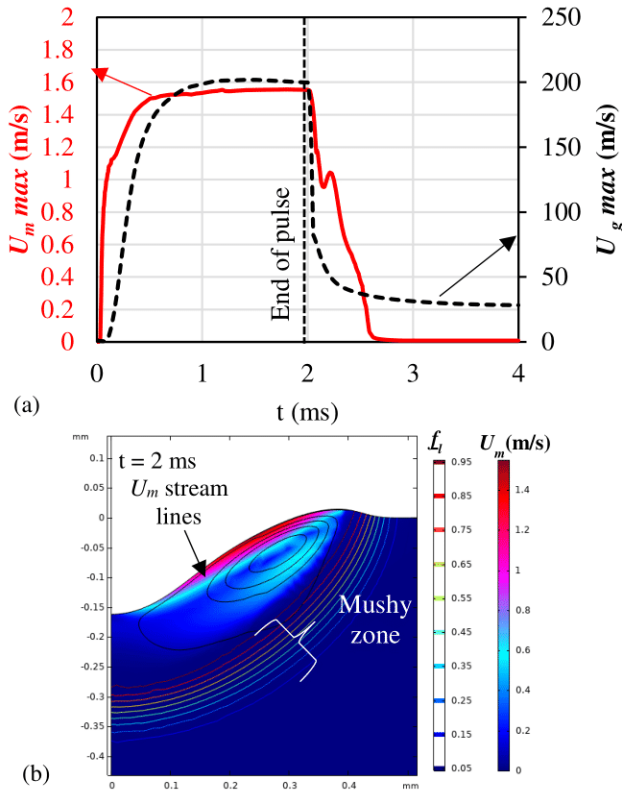 2
1.8
1.6
1.4
1.2
1
0.8
0.6
0.4
0.2
0
U_m max (m/s)
250
200
150
100
50
0
U_g max (m/s)
End of pulse
0 1 2 3 4
t (ms)
(a)
mm
0.1
0.05
0
-0.05
-0.1
-0.15
-0.2
-0.25
-0.3
-0.35
-0.4
t = 2 ms
U_m stream
lines
Mushy
zone
0 0.1 0.2 0.3 0.4 mm
f_l
0.95
0.85
0.75
0.65
0.55
0.45
0.35
0.25
0.15
0.05
U_m (m/s)
1.4
1.2
1
0.8
0.6
0.4
0.2
0
(b)